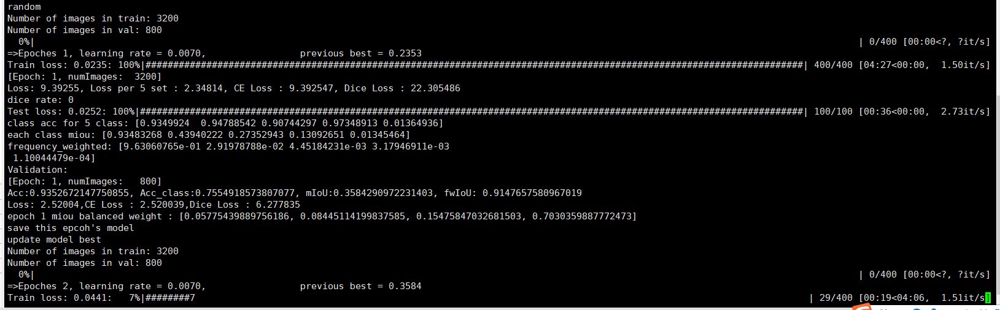 random
Number of images in train: 3200
Number of images in val: 800
0%| | 0/400 [00:00<?, ?it/s]
=>Epoches 1, learning rate = 0.0070, previous best = 0.2353
Train loss: 0.0235: 100%|#######################################################################################################################| 400/400 [04:27<00:00, 1.50it/s]
[Epoch: 1, numImages: 3200]
Loss: 9.39255, Loss per 5 set : 2.34814, CE Loss : 9.392547, Dice Loss : 22.305486
dice rate: 0
Test loss: 0.0252: 100%|########################################################################################################################| 100/100 [00:36<00:00, 2.73it/s]
class acc for 5 class: [0.9349924 0.94788542 0.90744297 0.97348913 0.01364936]
each class miou: [0.93483268 0.43940222 0.27352943 0.13092651 0.01345464]
frequency_weighted: [9.63060765e-01 2.91978788e-02 4.45184231e-03 3.17946911e-03
1.10044479e-04]
Validation:
[Epoch: 1, numImages: 800]
Acc:0.9352672147750855, Acc_class:0.7554918573807077, mIoU:0.3584290972231403, fwIoU: 0.9147657580967019
Loss: 2.52004,CE Loss : 2.520039,Dice Loss : 6.277835
epoch 1 miou balanced weight : [0.05775439889756186, 0.08445114199837585, 0.15475847032681503, 0.7030359887772473]
save this epcoh's model
update model best
Number of images in train: 3200
Number of images in val: 800
0%| | 0/400 [00:00<?, ?it/s]
=>Epoches 2, learning rate = 0.0070, previous best = 0.3584
Train loss: 0.0441: 7%|########7 | 29/400 [00:19<04:06, 1.51it/s]